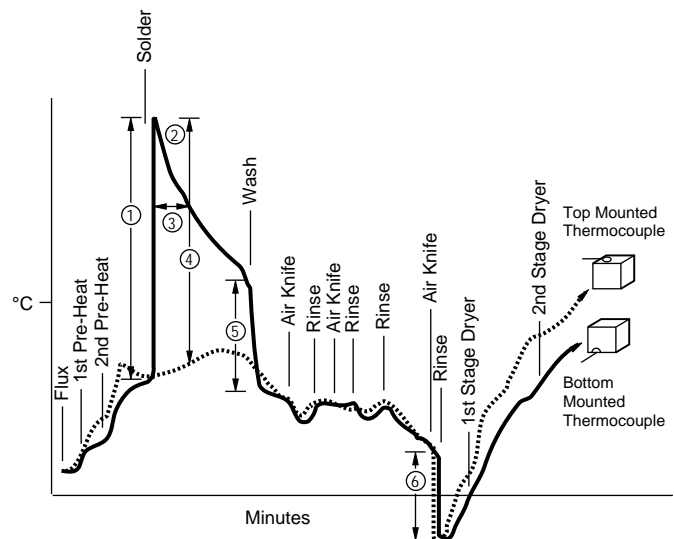 Solder
①
②
③
④
⑤
⑥
Wash
°C
Flux
1st Pre-Heat
2nd Pre-Heat
Air Knife
Rinse
Air Knife
Rinse
Rinse
Air Knife
Rinse
1st Stage Dryer
2nd Stage Dryer
Top Mounted
Thermocouple
Bottom
Mounted
Thermocouple
Minutes